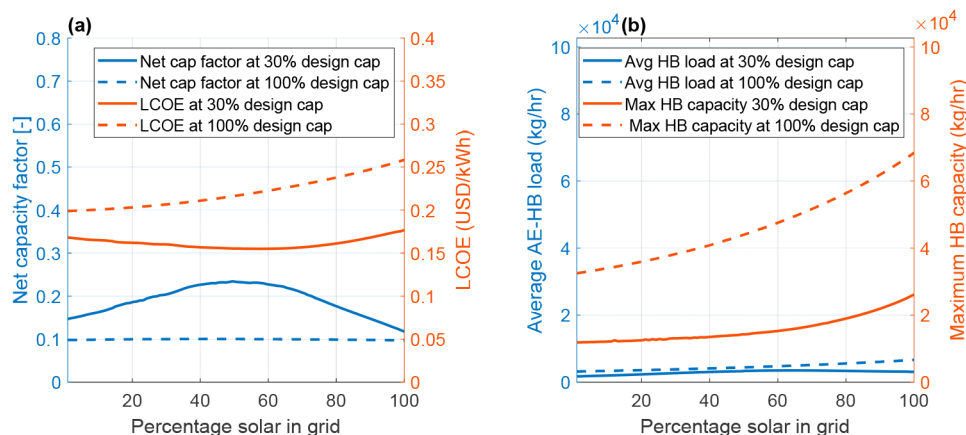 (a)
Net cap factor at 30% design cap
Net cap factor at 100% design cap
LCOE at 30% design cap
LCOE at 100% design cap
Net capacity factor [-]
0.8
0.7
0.6
0.5
0.4
0.3
0.2
0.1
0
LCOE (USD/kWh)
0.4
0.35
0.3
0.25
0.2
0.15
0.1
0.05
0
20
40
60
80
100
Percentage solar in grid
(b)
×10⁴
×10⁴
Avg HB load at 30% design cap
Avg HB load at 100% design cap
Max HB capacity 30% design cap
Max HB capacity at 100% design cap
Average AE-HB load (kg/hr)
10
8
6
4
2
0
Maximum HB capacity (kg/hr)
10
8
6
4
2
0
20
40
60
80
100
Percentage solar in grid